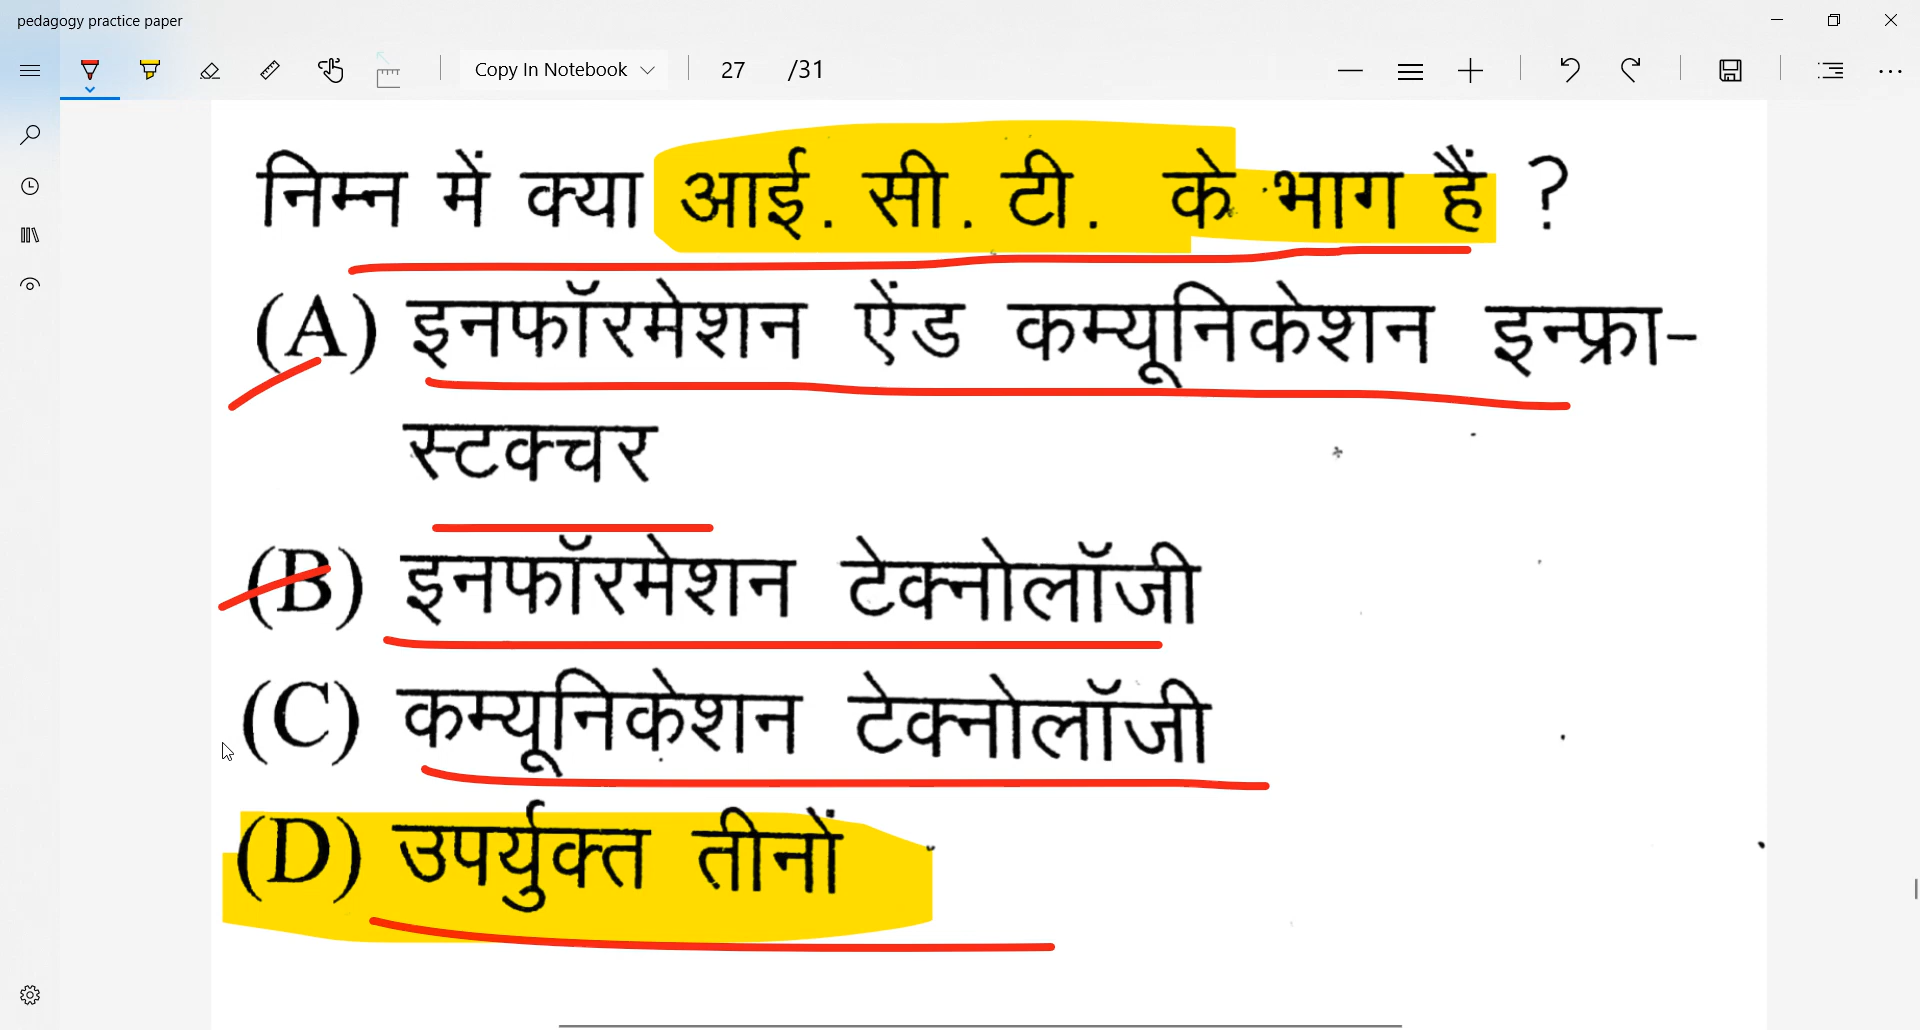 pedagogy practice paper
Copy In Notebook 27 /31
निम्न में क्या आई. सी. टी. के भाग हैं ?
(A) इनफॉरमेशन ऐंड कम्यूनिकेशन इन्फ्रा-
स्टक्चर
(B) इनफॉरमेशन टेक्नोलॉजी
(C) कम्यूनिकेशन टेक्नोलॉजी
(D) उपर्युक्त तीनों